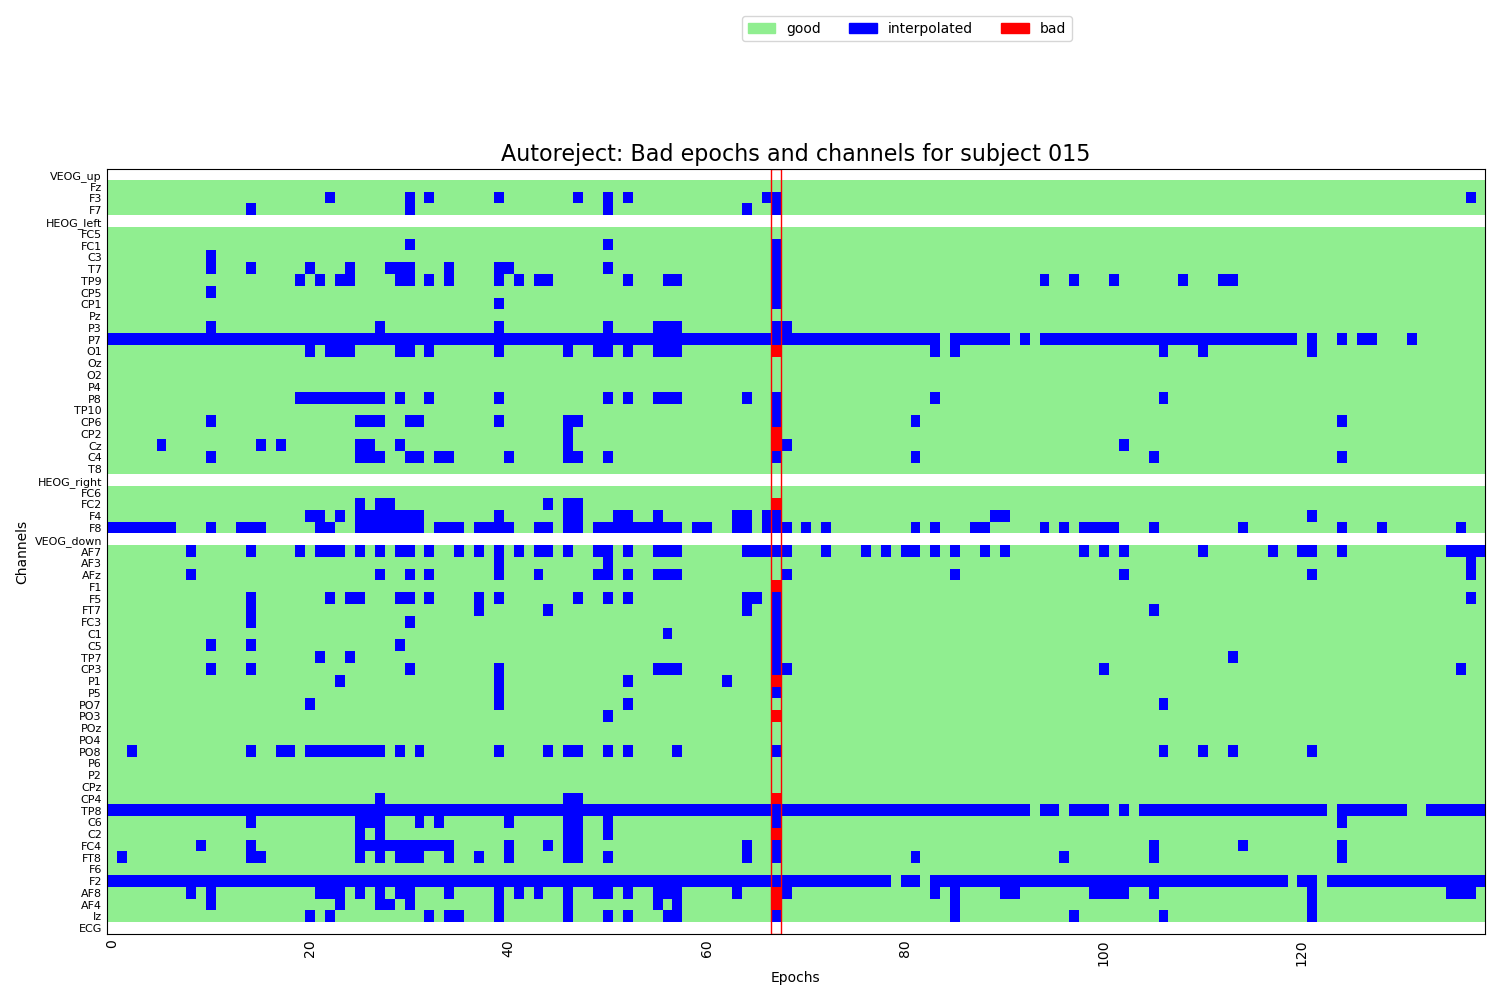 good interpolated bad
Autoreject: Bad epochs and channels for subject 015
VEOG_up
Fz
F3
F7
HEOG_left
FC5
FC1
C3
T7
TP9
CP5
CP1
Pz
P3
P7
O1
Oz
O2
P4
P8
TP10
CP6
CP2
Cz
C4
T8
HEOG_right
FC6
FC2
F4
F8
VEOG_down
AF7
AF3
AFz
F1
F5
FT7
FC3
C1
C5
TP7
CP3
P1
P5
PO7
PO3
POz
PO4
PO8
P6
P2
CPz
CP4
TP8
C6
C2
FC4
FT8
F6
F2
AF8
AF4
Iz
ECG
Channels
0 20 40 60 80 100 120
Epochs